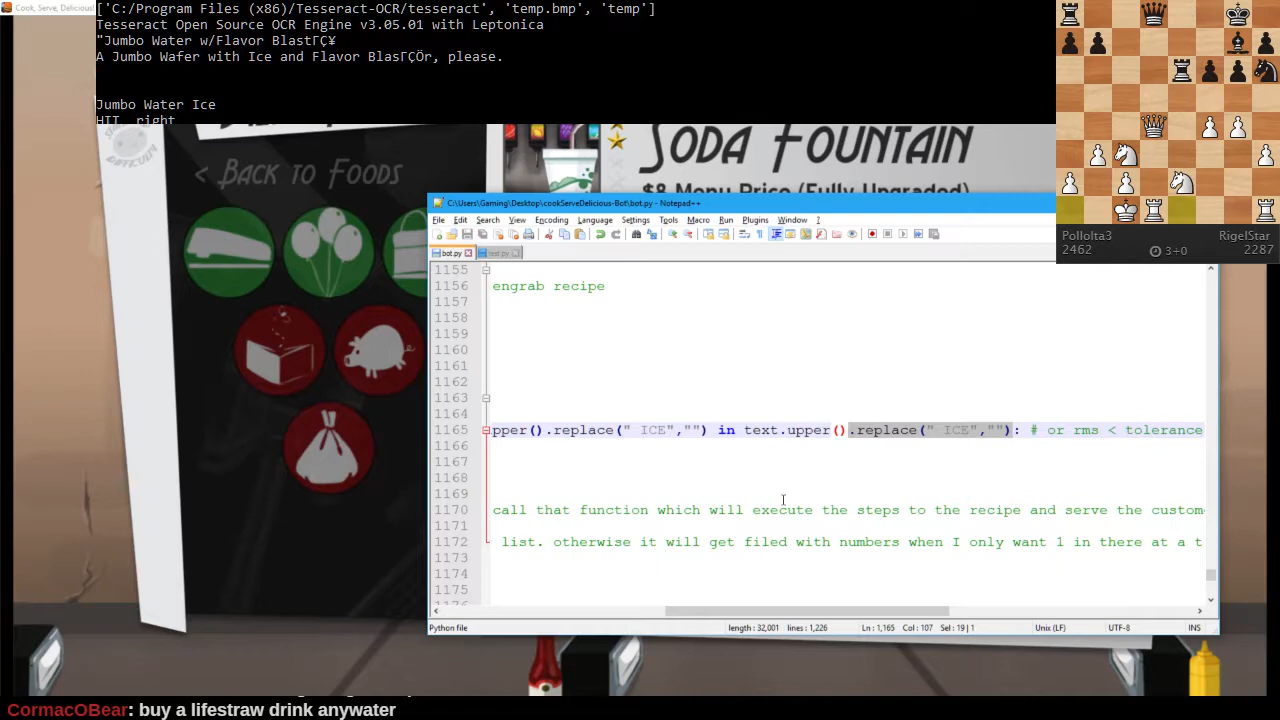 Cook, Serve, Delicious!
['C:/Program Files (x86)/Tesseract-OCR/tesseract', 'temp.bmp', 'temp']
Tesseract Open Source OCR Engine v3.05.01 with Leptonica
"Jumbo Water w/Flavor BlastΓÇ¥
A Jumbo Wafer with Ice and Flavor BlasΓÇÖr, please.
Jumbo Water Ice
HIT right
< BACK TO FOODS
SODA FOUNTAIN
$8 Menu Price (Fully Upgraded)
Pollolta3
2462
RigelStar
2287
3+0
C:\Users\Gaming\Desktop\cookServeDelicious-Bot\bot.py - Notepad++
File Edit Search View Encoding Language Settings Tools Macro Run Plugins Window ?
bot.py test.py
1155
1156 engrab recipe
1157
1158
1159
1160
1161
1162
1163
1164
1165 pper().replace(" ICE","") in text.upper().replace(" ICE",""): # or rms < tolerance
1166
1167
1168
1169
1170 call that function which will execute the steps to the recipe and serve the custom
1171
1172 list. otherwise it will get filed with numbers when I only want 1 in there at a t
1173
1174
1175
1176
Python file length : 32,001 lines : 1,226 Ln : 1,165 Col : 107 Sel : 19 | 1 Unix (LF) UTF-8 INS
CormacOBear: buy a lifestraw drink anywater